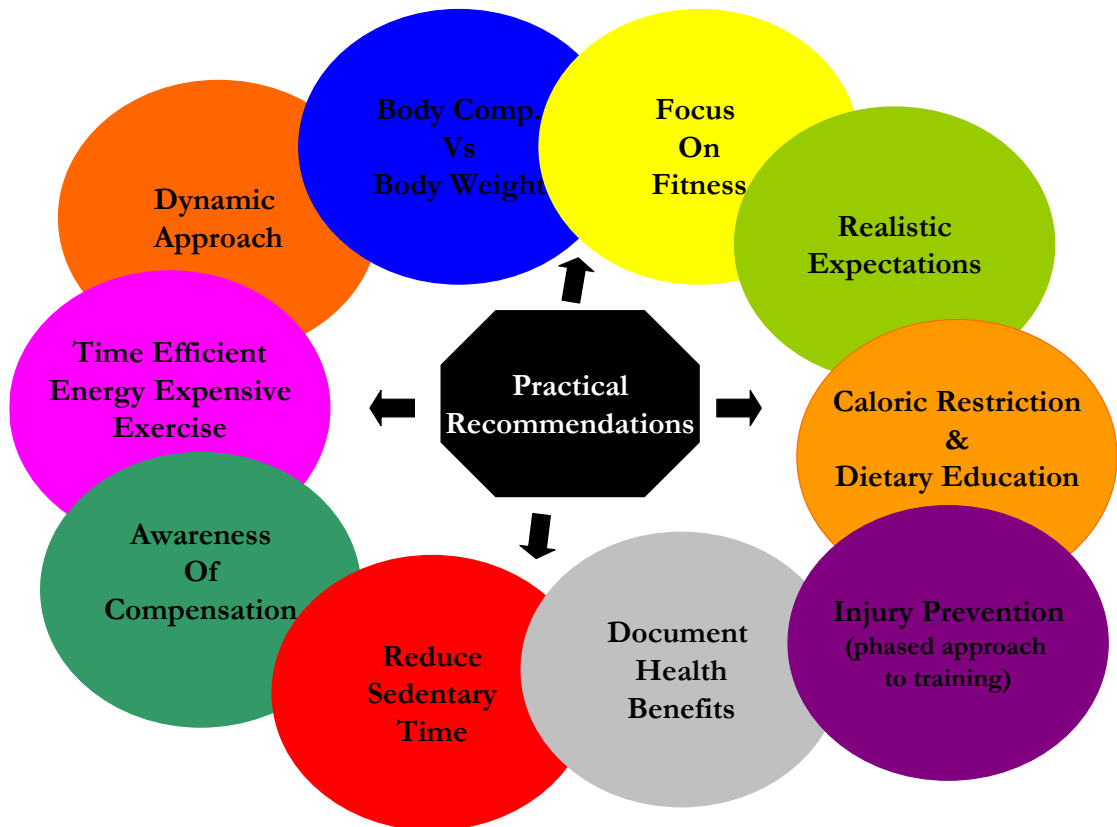 Body Comp.
Vs
Body Weight
Focus
On
Fitness
Dynamic
Approach
Realistic
Expectations
Time Efficient
Energy Expensive
Exercise
Practical
Recommendations
Caloric Restriction
&
Dietary Education
Awareness
Of
Compensation
Injury Prevention
(phased approach
to training)
Document
Health
Benefits
Reduce
Sedentary
Time